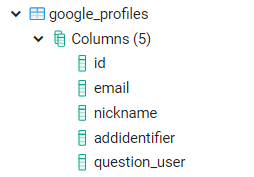 google_profiles
Columns (5)
id
email
nickname
addidentifier
question_user